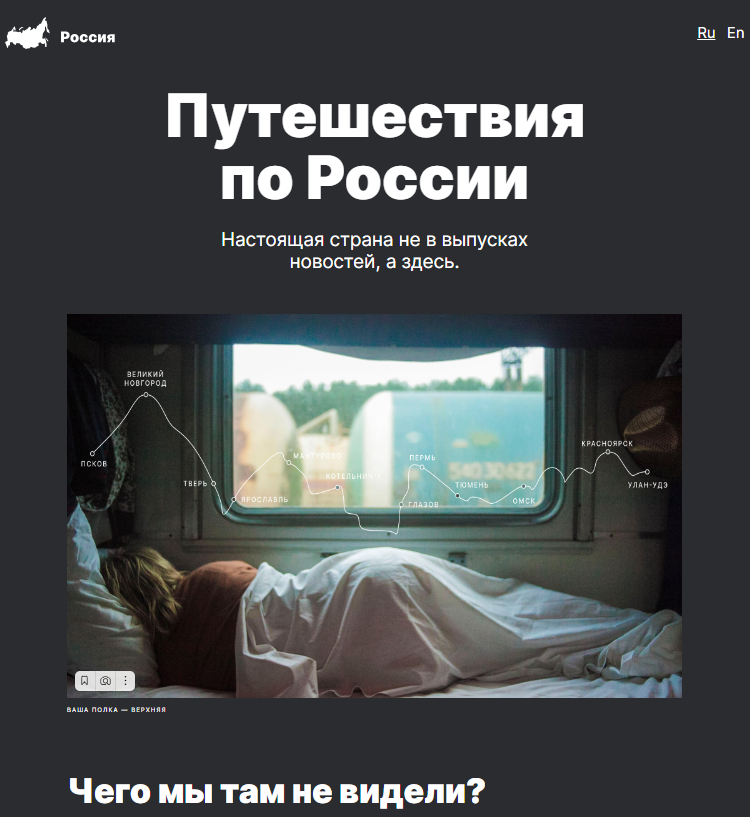 Россия
Ru En
Путешествия
по России
Настоящая страна не в выпусках
новостей, а здесь.
ВЕЛИКИЙ
НОВГОРОД
ПСКОВ
ТВЕРЬ
ЯРОСЛАВЛЬ
МАНТУРОВО
КОТЕЛЬНИЧ
ПЕРМЬ
ГЛАЗОВ
ТЮМЕНЬ
ОМСК
КРАСНОЯРСК
УЛАН-УДЭ
54030422
ВАША ПОЛКА — ВЕРХНЯЯ
Чего мы там не видели?